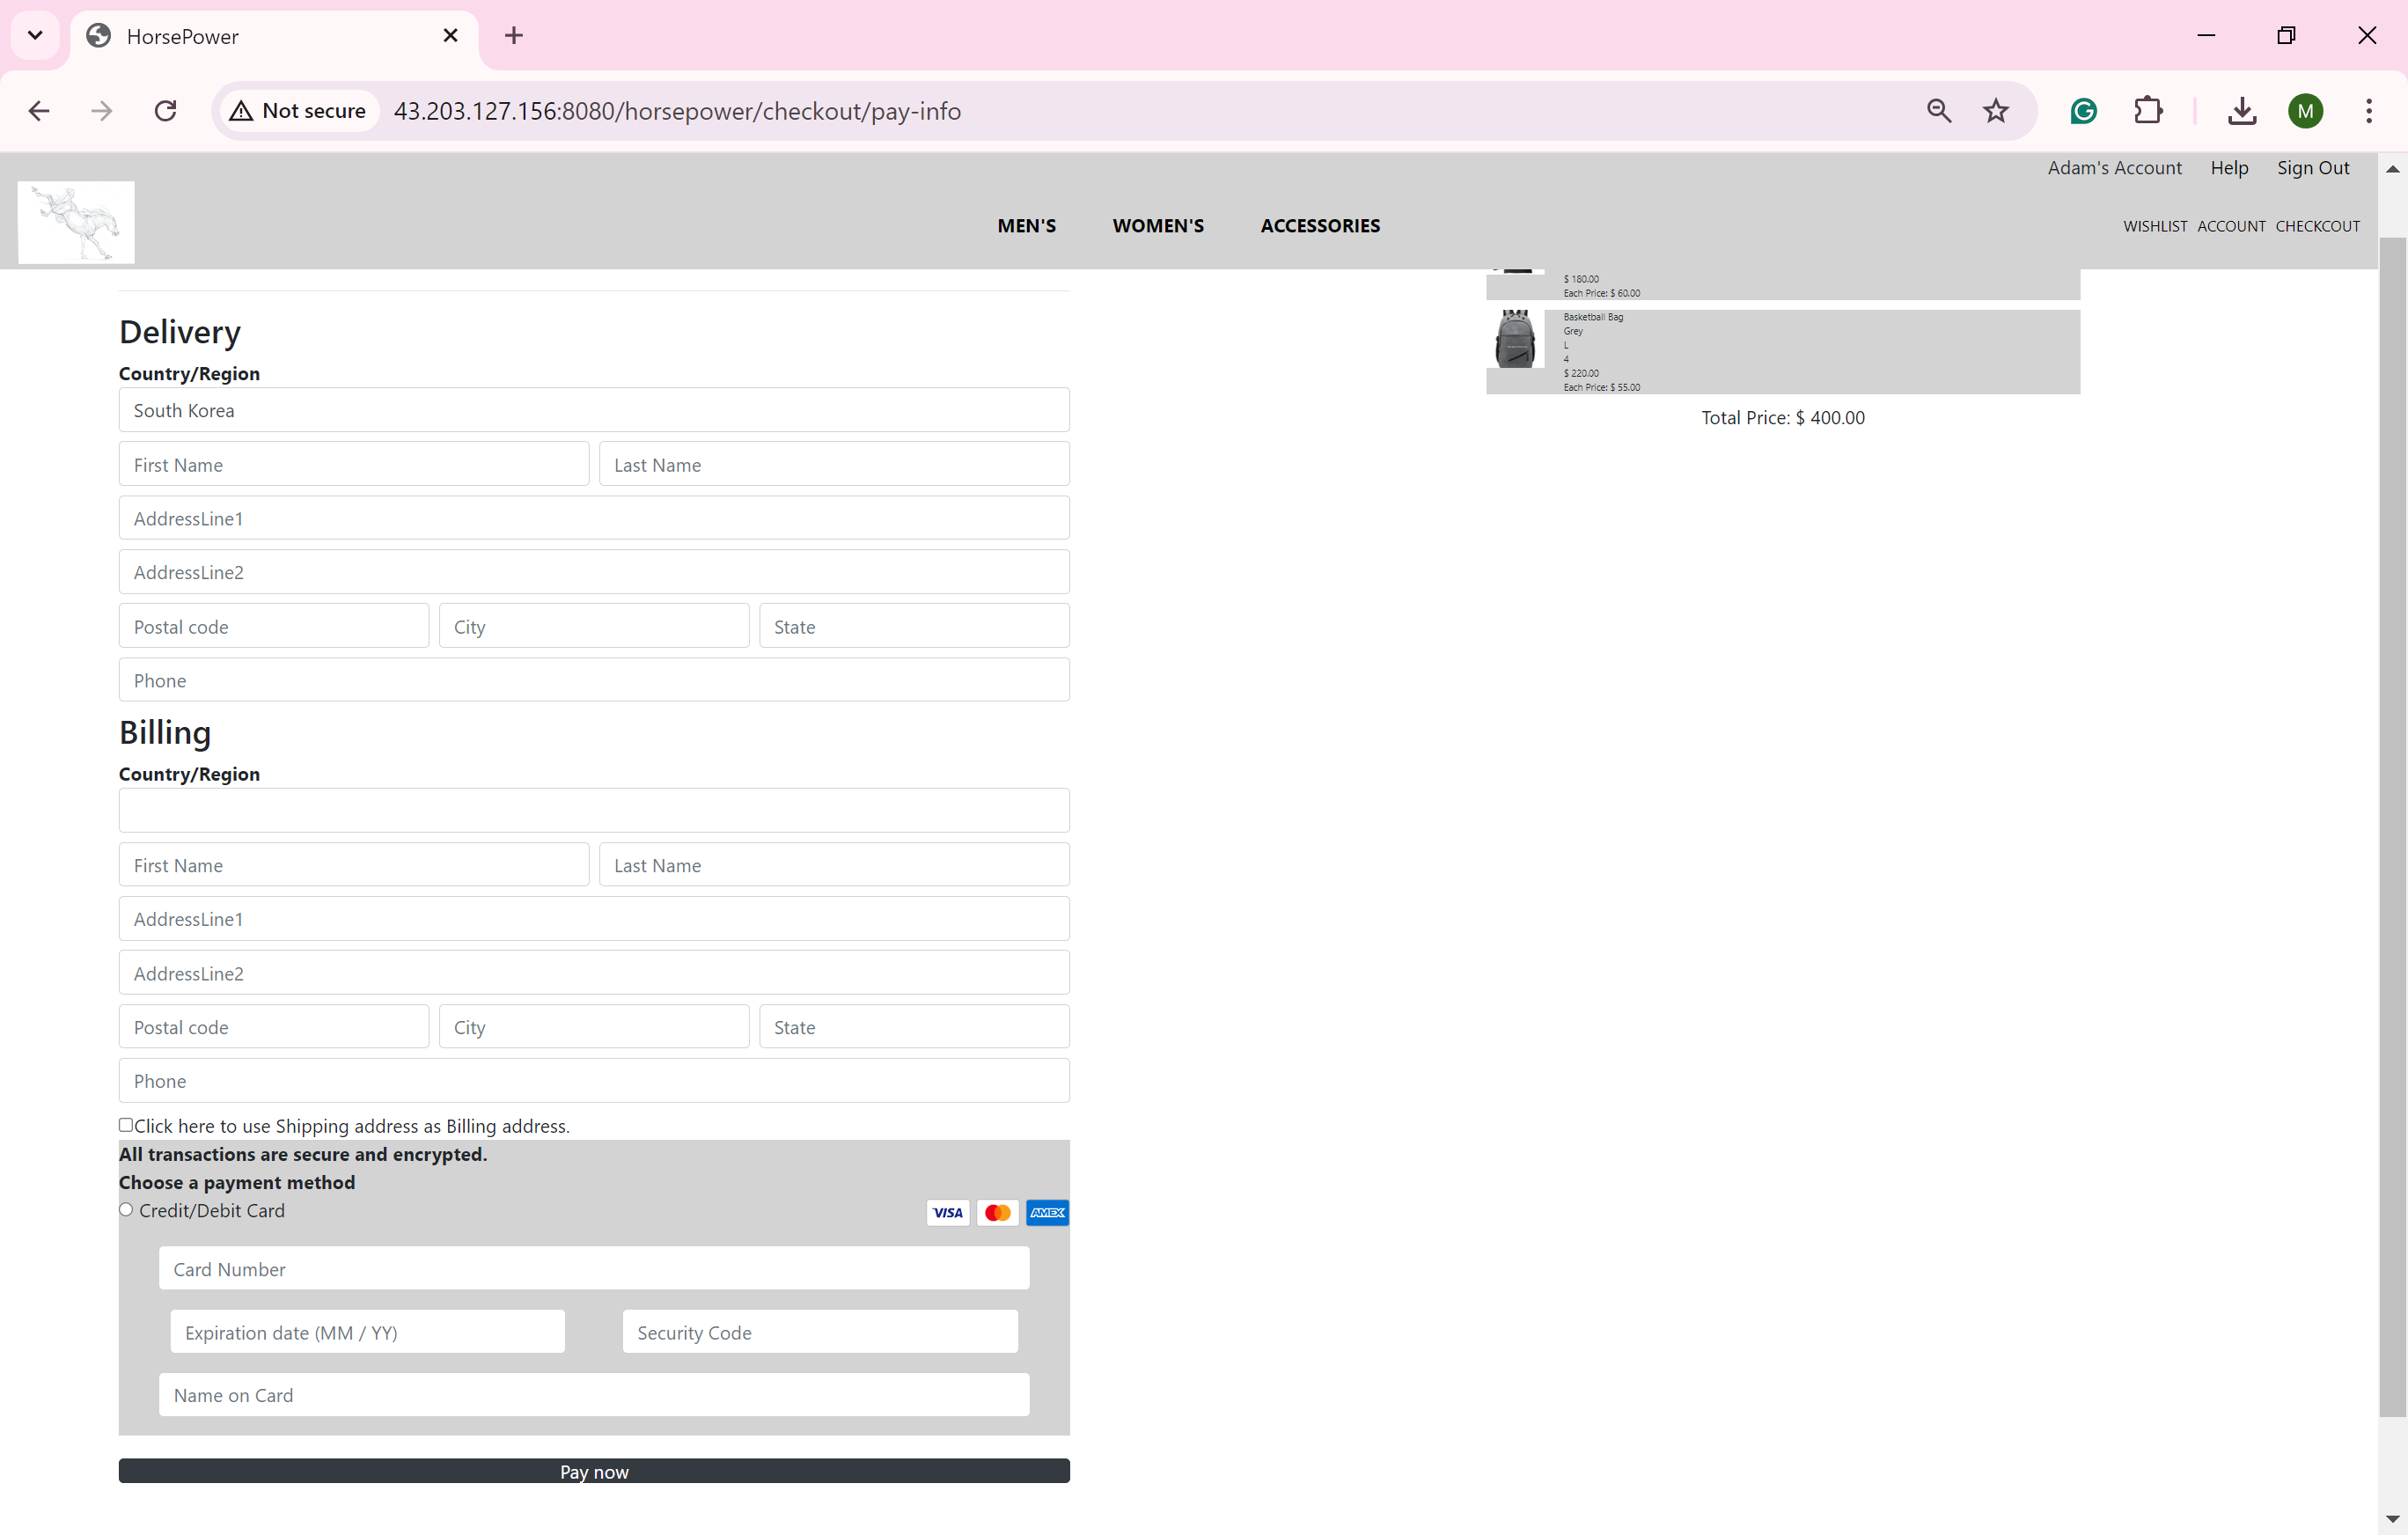 HorsePower
Not secure
43.203.127.156:8080/horsepower/checkout/pay-info
M
Adam's Account Help Sign Out
MEN'S WOMEN'S ACCESSORIES
WISHLIST ACCOUNT CHECKCOUT
$ 180.00
Each Price: $ 60.00
Basketball Bag
Grey
L
4
$ 220.00
Each Price: $ 55.00
Total Price: $ 400.00
Delivery
Country/Region
South Korea
First Name Last Name
AddressLine1
AddressLine2
Postal code City State
Phone
Billing
Country/Region
First Name Last Name
AddressLine1
AddressLine2
Postal code City State
Phone
Click here to use Shipping address as Billing address.
All transactions are secure and encrypted.
Choose a payment method
Credit/Debit Card VISA AMEX
Card Number
Expiration date (MM / YY) Security Code
Name on Card
Pay now